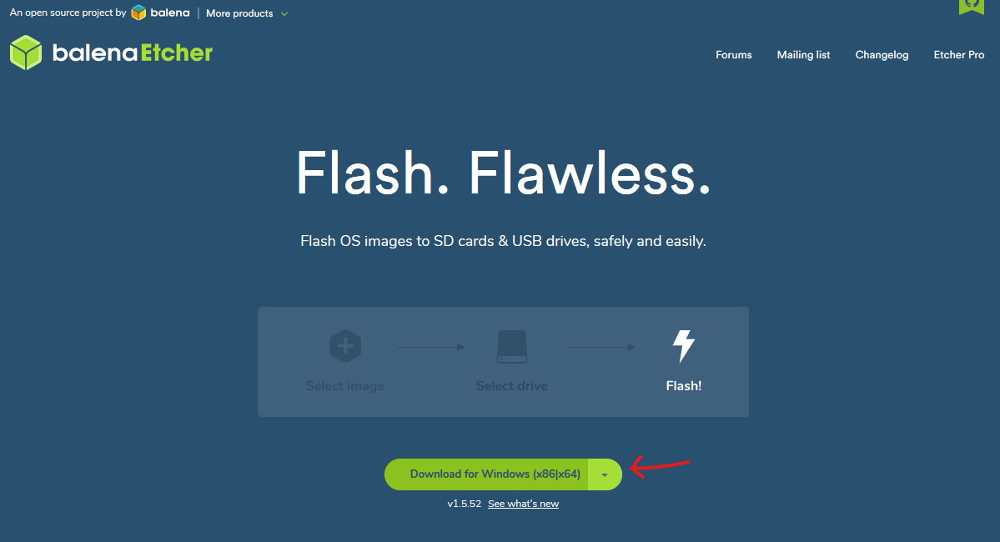 An open source project by balena | More products
balenaEtcher
Forums Mailing list Changelog Etcher Pro
Flash. Flawless.
Flash OS images to SD cards & USB drives, safely and easily.
Select image Select drive Flash!
Download for Windows (x86|x64)
v1.5.52 See what's new